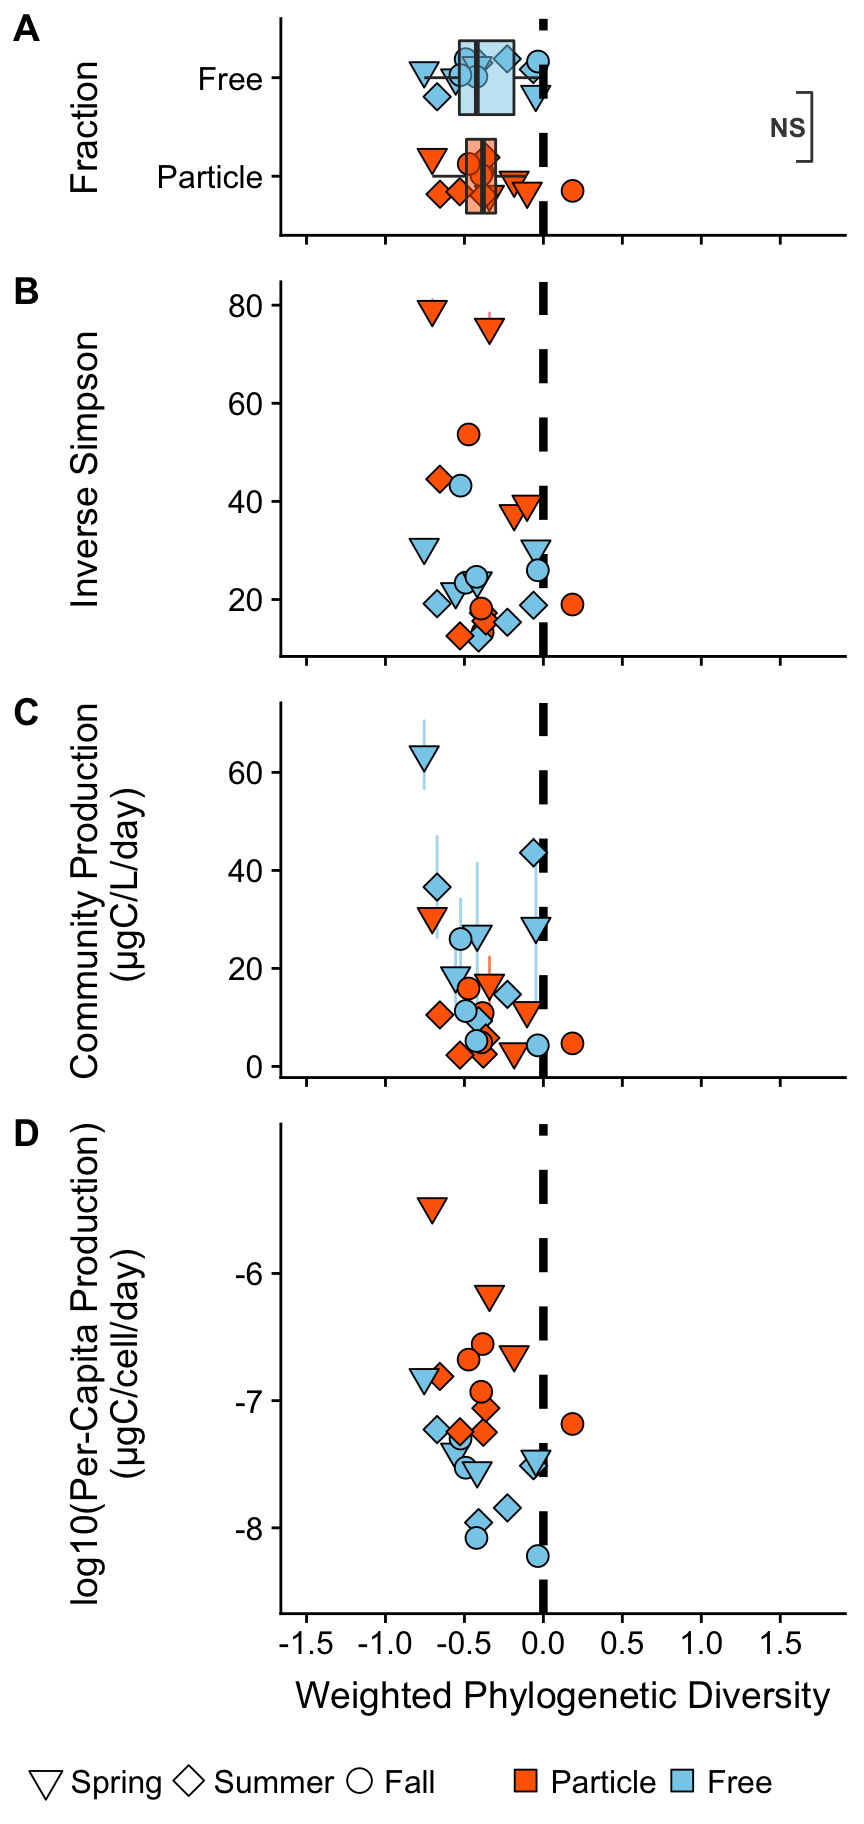 A
Fraction
Free
Particle
NS
B
Inverse Simpson
80
60
40
20
C
Community Production
(μgC/L/day)
60
40
20
0
D
log10(Per-Capita Production)
(μgC/cell/day)
-6
-7
-8
-1.5 -1.0 -0.5 0.0 0.5 1.0 1.5
Weighted Phylogenetic Diversity
Spring Summer Fall Particle Free